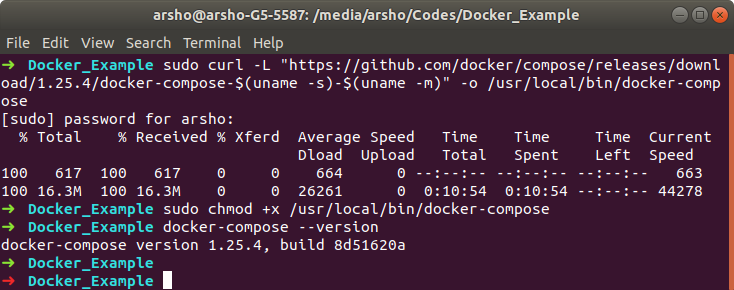 arsho@arsho-G5-5587: /media/arsho/Codes/Docker_Example
File Edit View Search Terminal Help
➜ Docker_Example sudo curl -L "https://github.com/docker/compose/releases/downl
oad/1.25.4/docker-compose-$(uname -s)-$(uname -m)" -o /usr/local/bin/docker-comp
ose
[sudo] password for arsho:
  % Total    % Received % Xferd  Average Speed   Time    Time     Time  Current
                                 Dload  Upload   Total   Spent    Left  Speed
100   617  100   617    0     0    664      0 --:--:-- --:--:-- --:--:--   663
100 16.3M  100 16.3M    0     0  26261      0  0:10:54  0:10:54 --:--:-- 44278
➜ Docker_Example sudo chmod +x /usr/local/bin/docker-compose
➜ Docker_Example docker-compose --version
docker-compose version 1.25.4, build 8d51620a
➜ Docker_Example
➜ Docker_Example